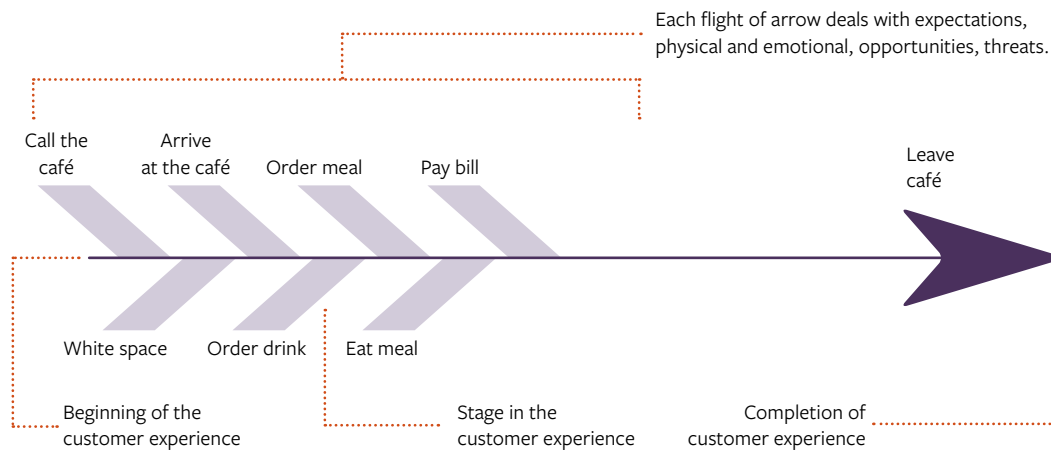 Each flight of arrow deals with expectations,
physical and emotional, opportunities, threats.
Call the
café
Arrive
at the café
Order meal
Pay bill
Leave
café
White space
Order drink
Eat meal
Beginning of the
customer experience
Stage in the
customer experience
Completion of
customer experience